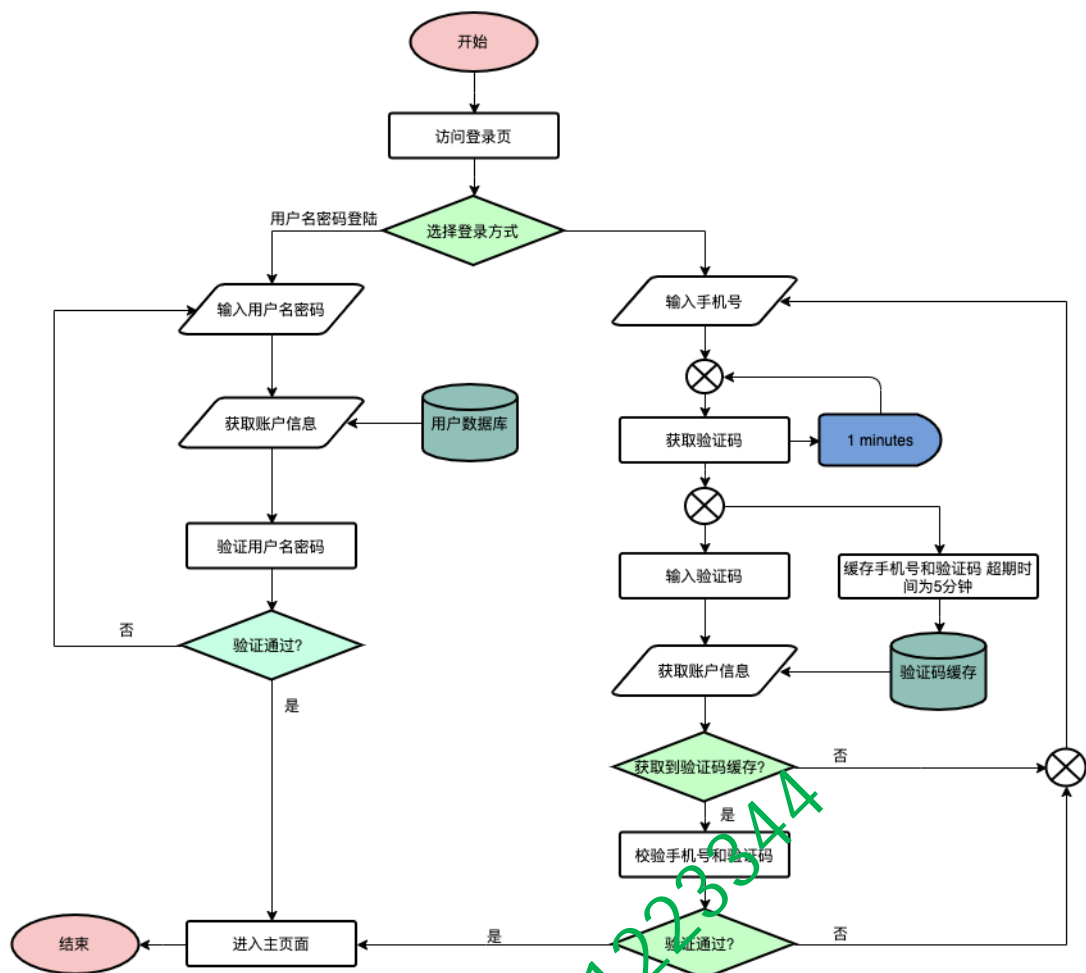 开始
访问登录页
用户名密码登陆
选择登录方式
输入用户名密码
输入手机号
获取账户信息
用户数据库
获取验证码
1 minutes
验证用户名密码
输入验证码
缓存手机号和验证码 超期时
间为5分钟
否
验证通过?
获取账户信息
验证码缓存
是
获取到验证码缓存?
否
是
校验手机号和验证码
结束
进入主页面
是
验证通过?
否
1223344